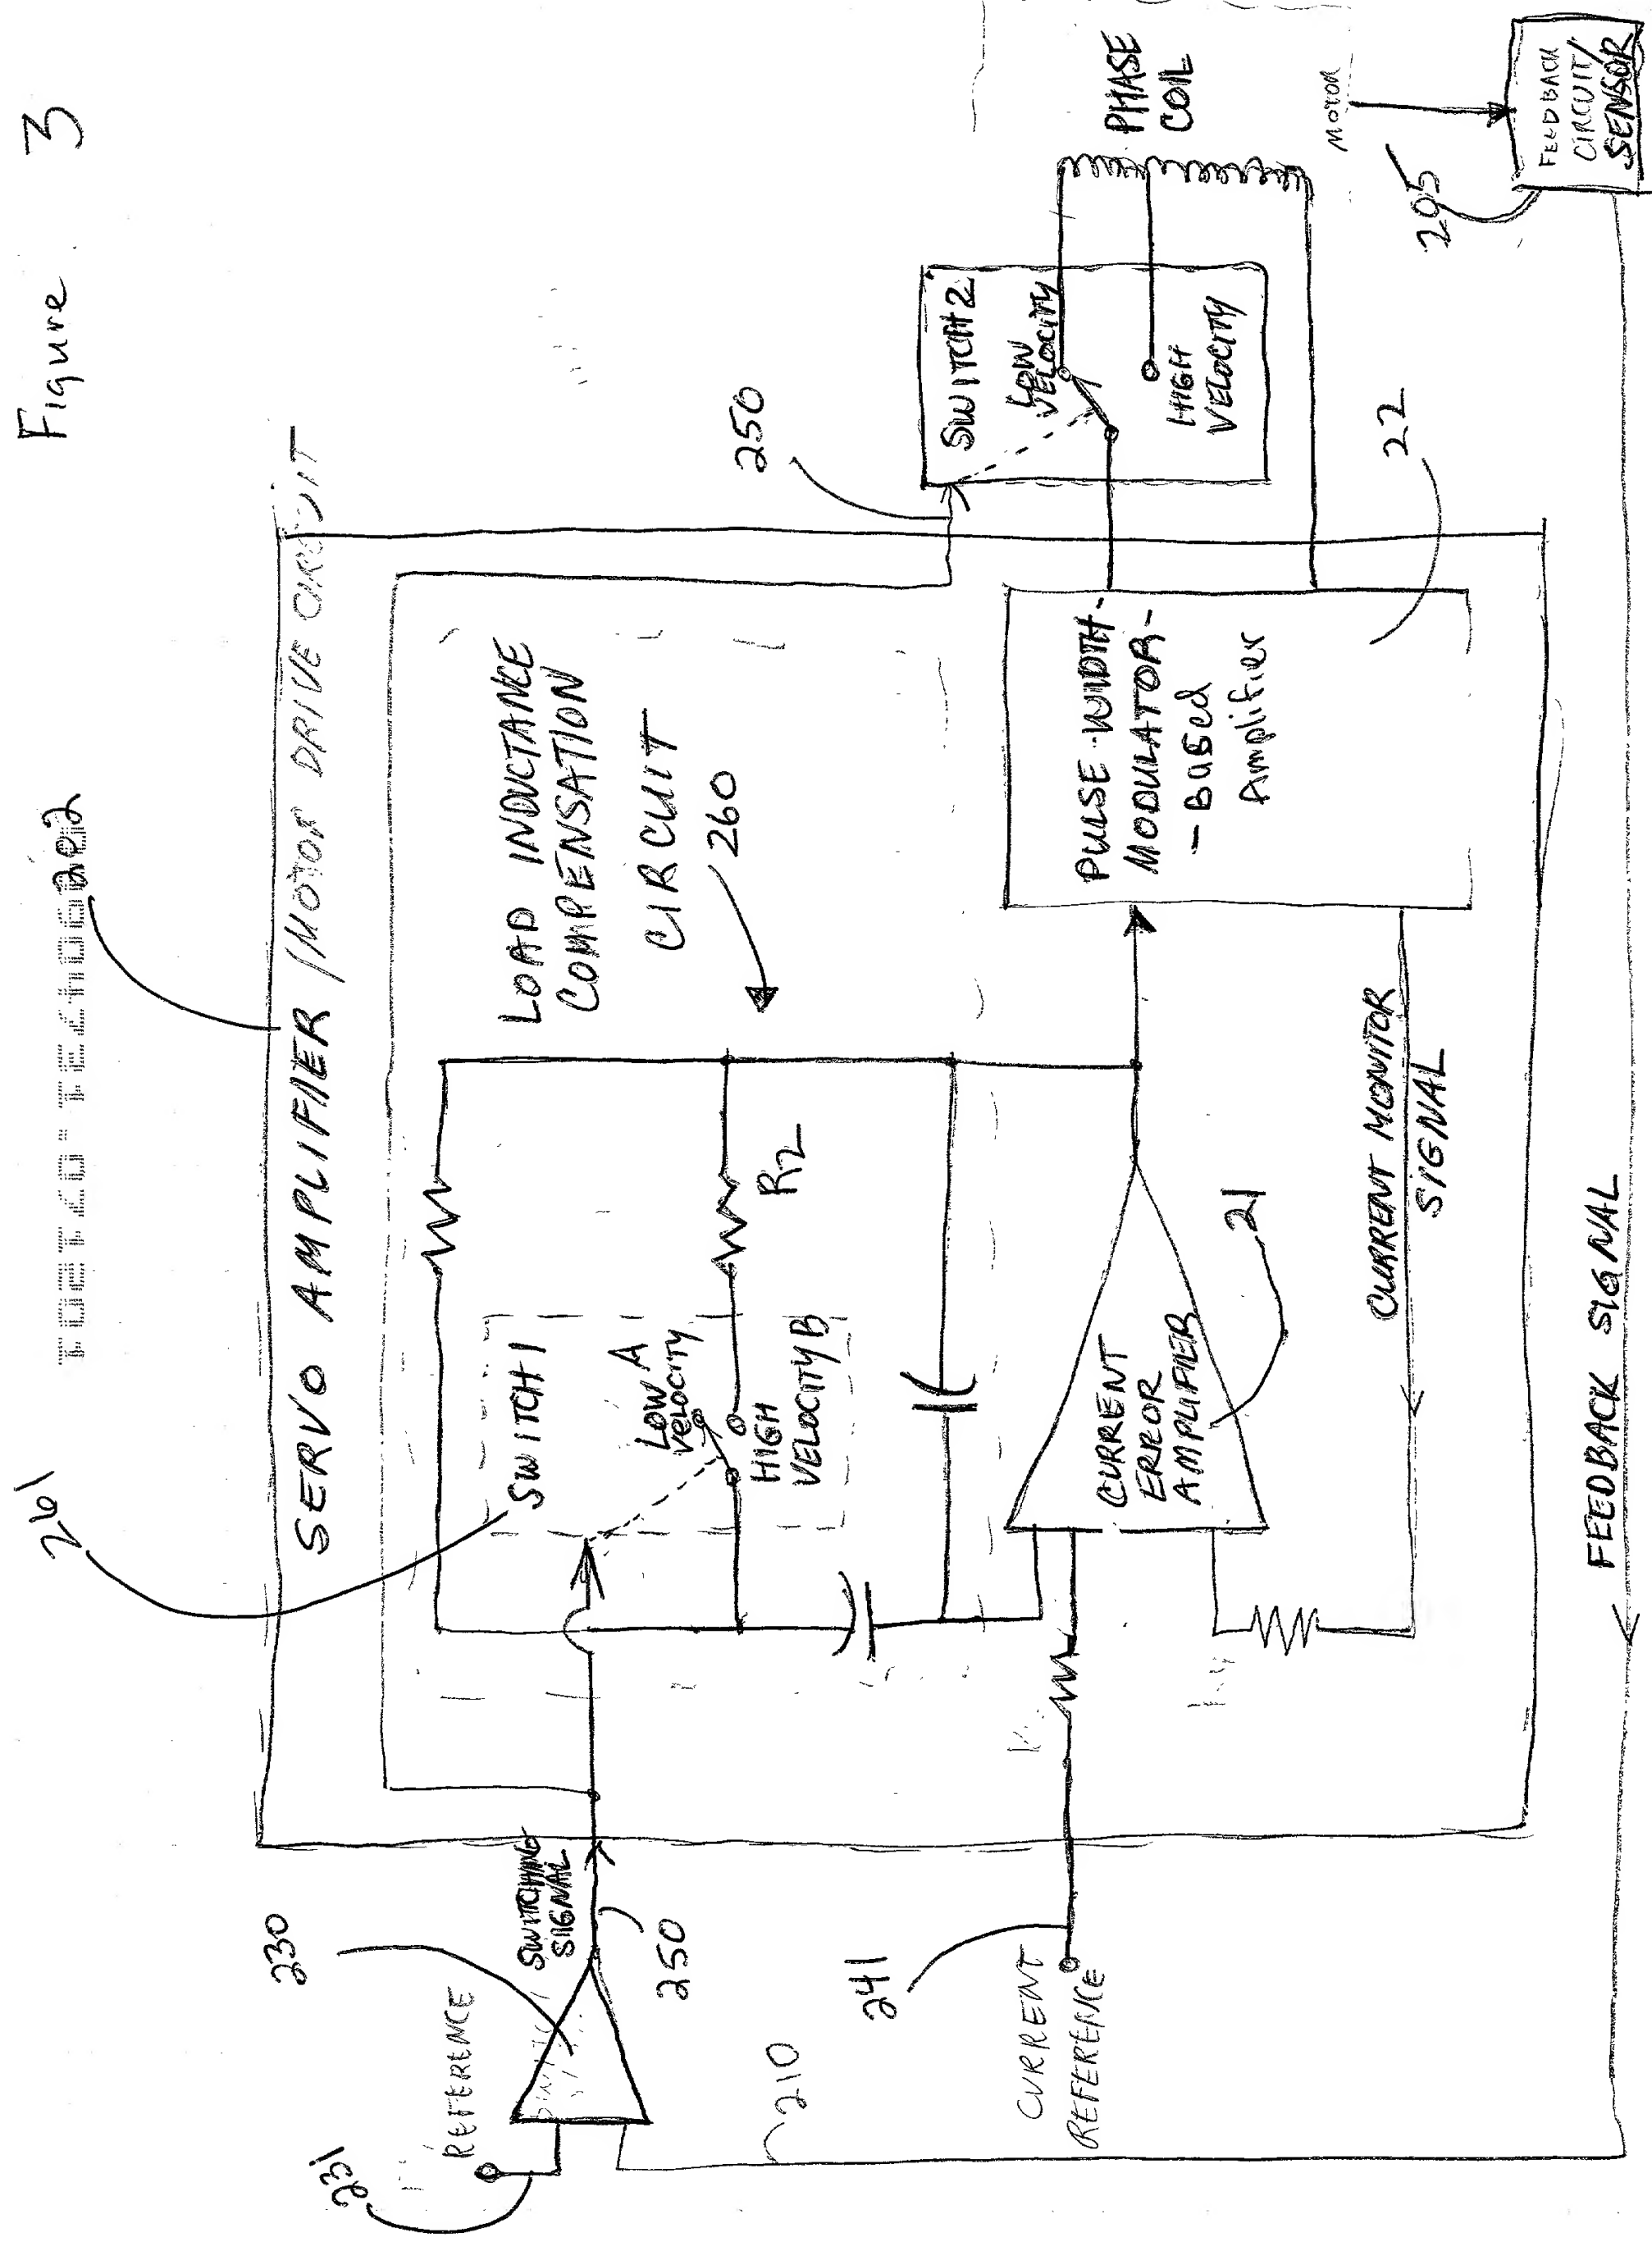 Figure 3
261
SERVO AMPLIFIER / MOTOR DRIVE CIRCUIT
LOAD INDUCTANCE
COMPENSATION
CIRCUIT
260
SWITCH 1
LOW A
VELOCITY
HIGH
VELOCITY B
R2
230
231
REFERENCE
SWITCHING
SIGNAL
250
250
SWITCH 2
LOW
VELOCITY
HIGH
VELOCITY
PHASE
COIL
CURRENT
ERROR
AMPLIFIER
21
PULSE-WIDTH-
MODULATOR-
-Based
Amplifier
22
241
CURRENT
REFERENCE
210
CURRENT MONITOR
SIGNAL
FEEDBACK SIGNAL
MOTOR
205
FEEDBACK
CIRCUIT/
SENSOR